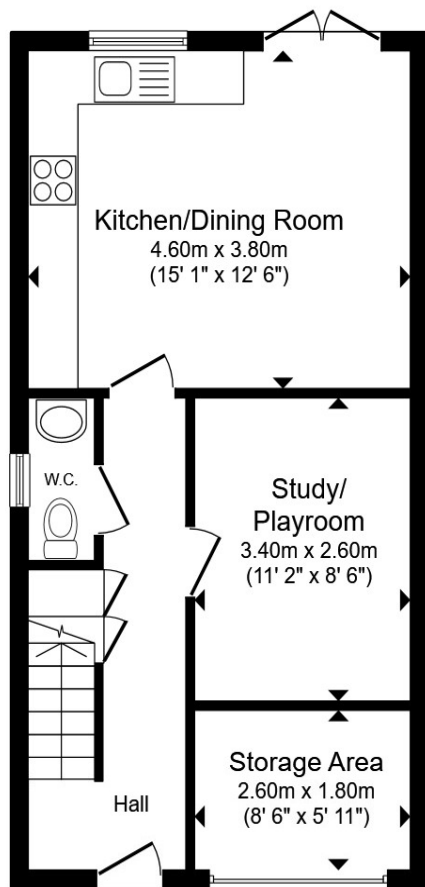 Kitchen/Dining Room
4.60m x 3.80m
(15' 1" x 12' 6")
W.C.
Study/
Playroom
3.40m x 2.60m
(11' 2" x 8' 6")
Storage Area
2.60m x 1.80m
(8' 6" x 5' 11")
Hall